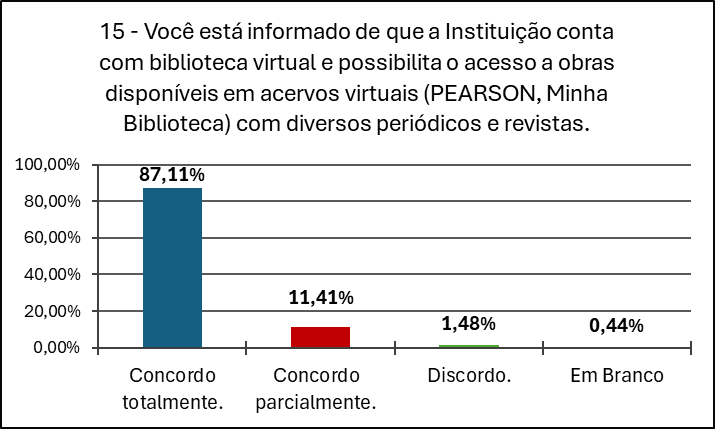 15 - Você está informado de que a Instituição conta
com biblioteca virtual e possibilita o acesso a obras
disponíveis em acervos virtuais (PEARSON, Minha
Biblioteca) com diversos periódicos e revistas.
100,00%
80,00%
60,00%
40,00%
20,00%
0,00%
87,11%
11,41%
1,48%
0,44%
Concordo
totalmente.
Concordo
parcialmente.
Discordo.
Em Branco